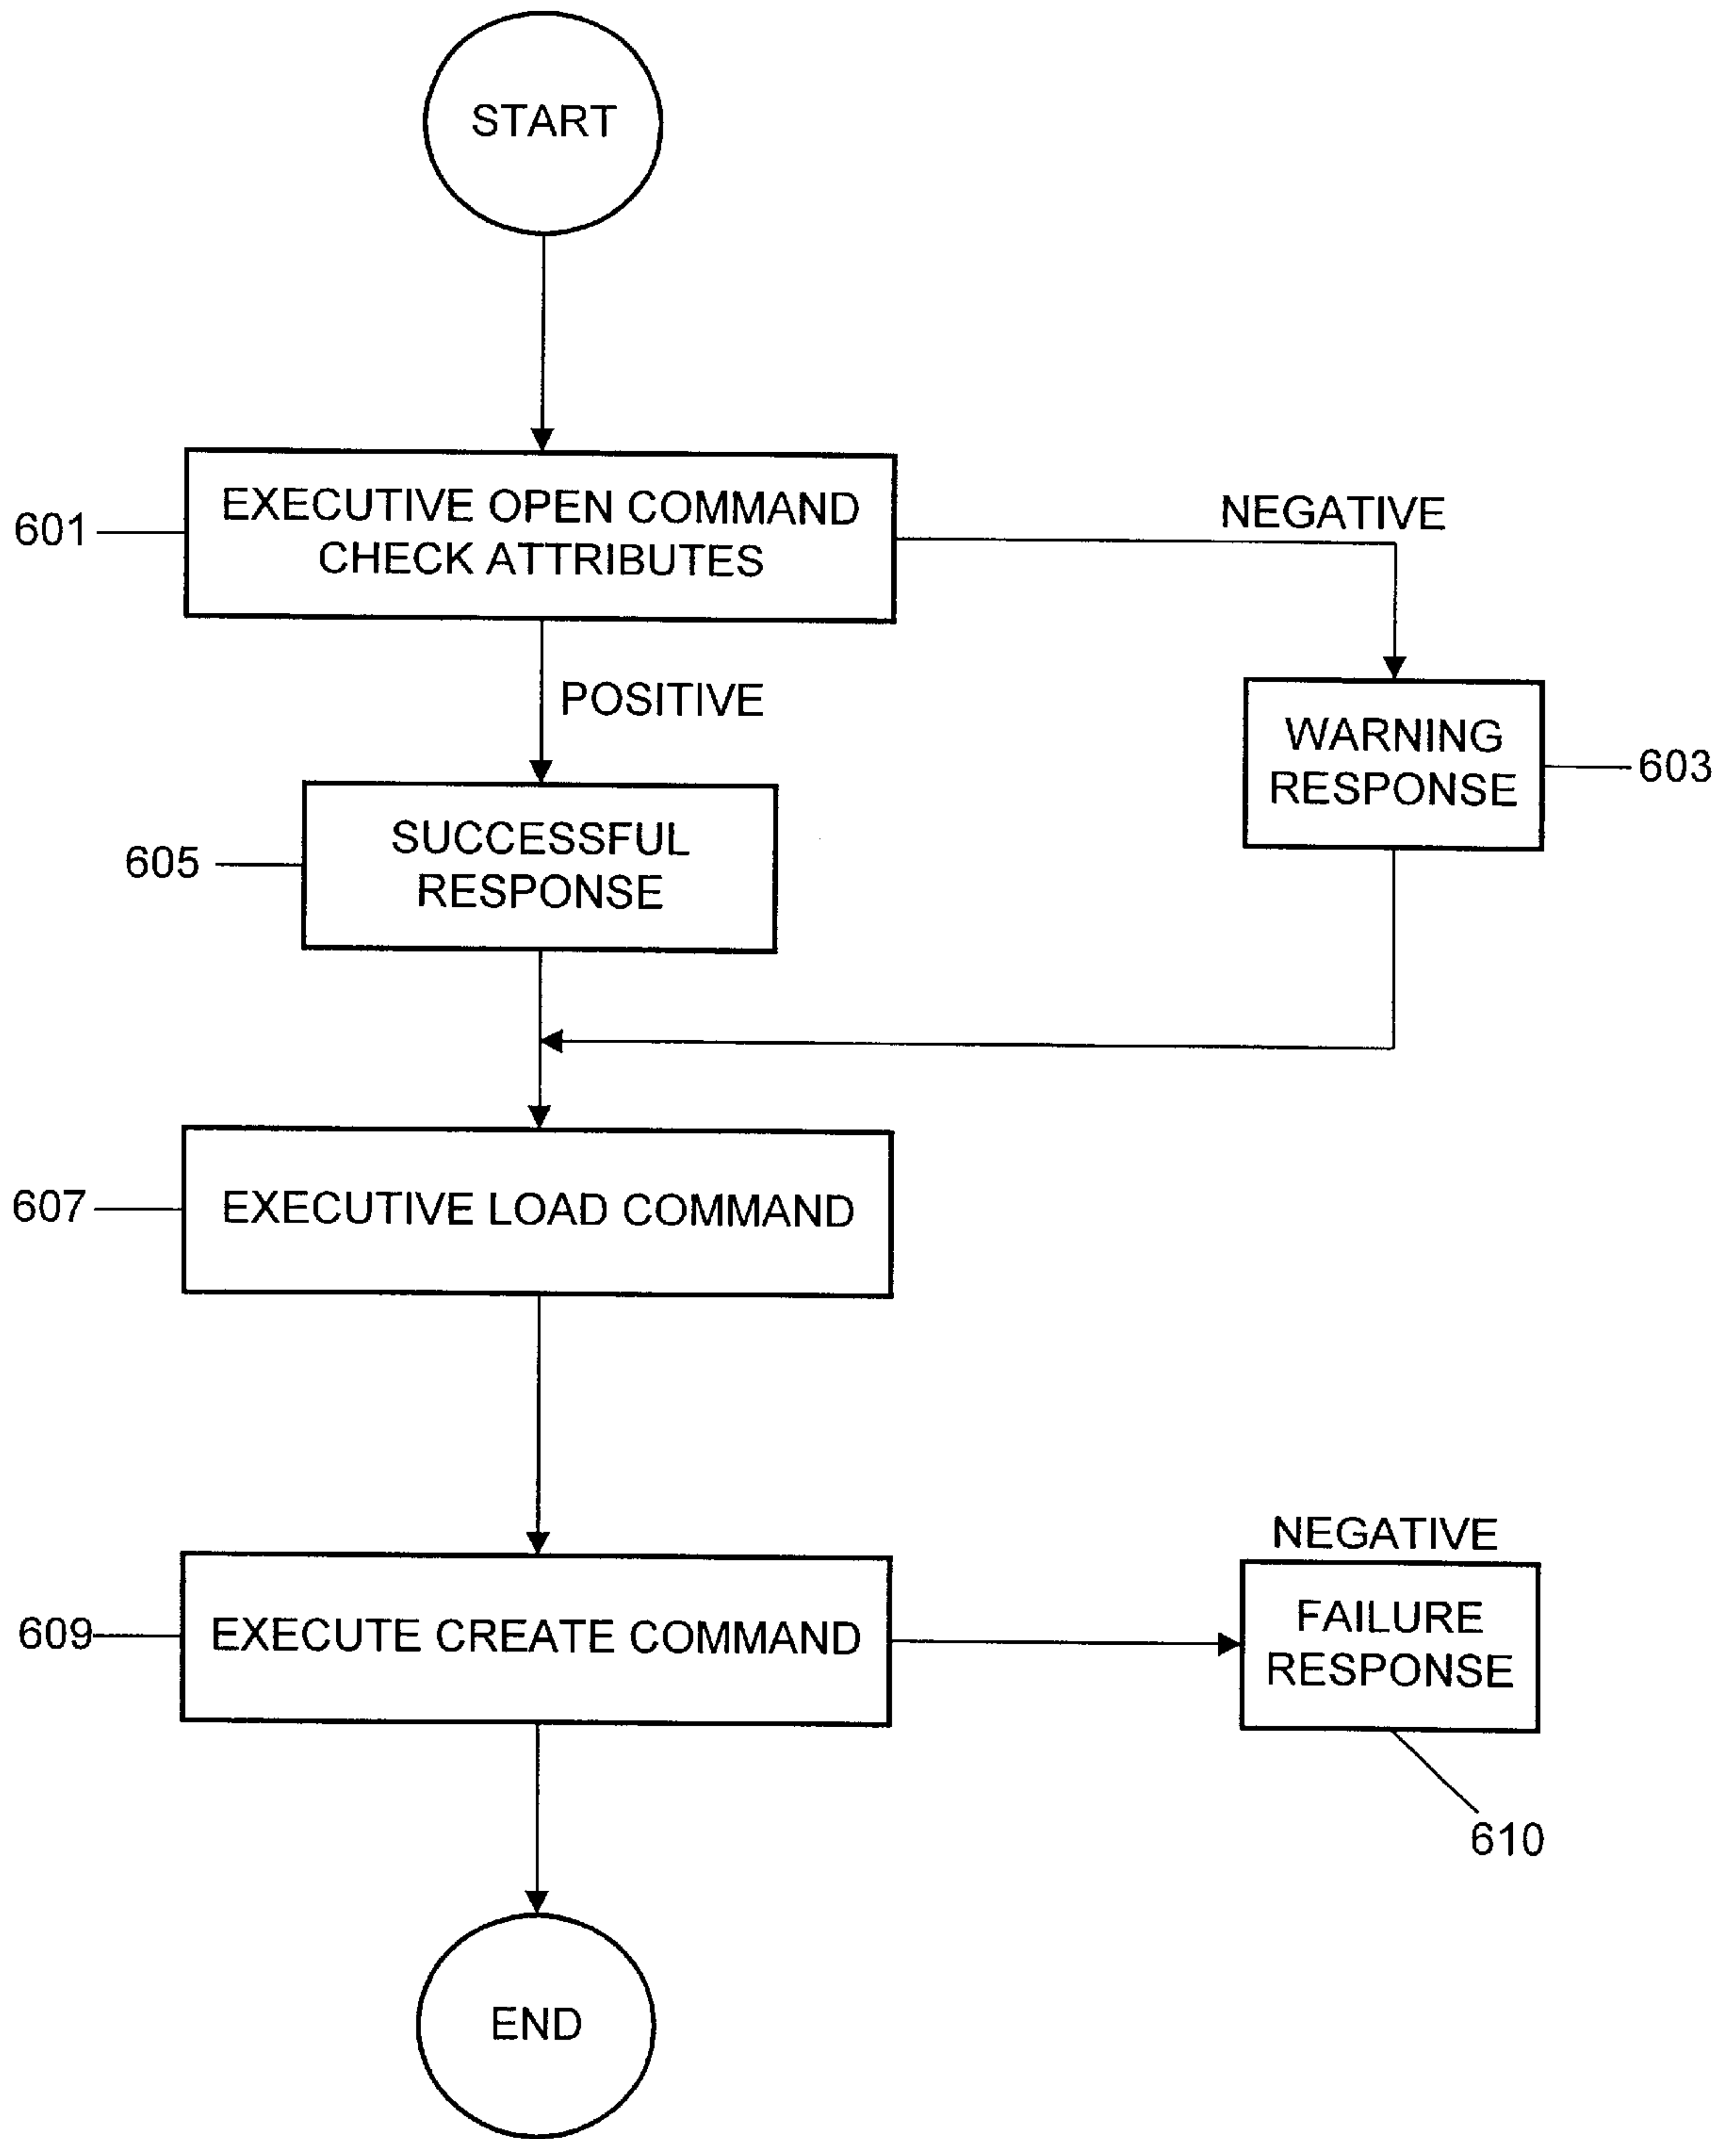 START
EXECUTIVE OPEN COMMAND
CHECK ATTRIBUTES
601
NEGATIVE
POSITIVE
WARNING
RESPONSE
603
SUCCESSFUL
RESPONSE
605
EXECUTIVE LOAD COMMAND
607
NEGATIVE
EXECUTE CREATE COMMAND
609
FAILURE
RESPONSE
610
END